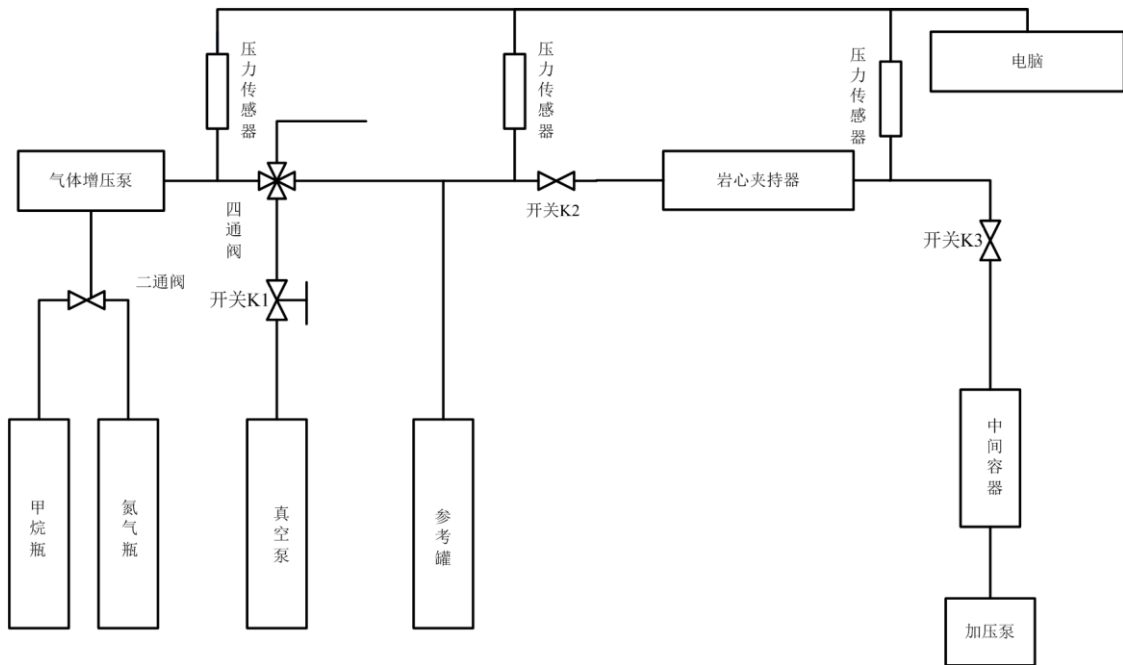 压力传感器
压力传感器
压力传感器
电脑
气体增压泵
四通阀
开关K2
岩心夹持器
开关K3
二通阀
开关K1
甲烷瓶
氮气瓶
真空泵
参考罐
中间容器
加压泵